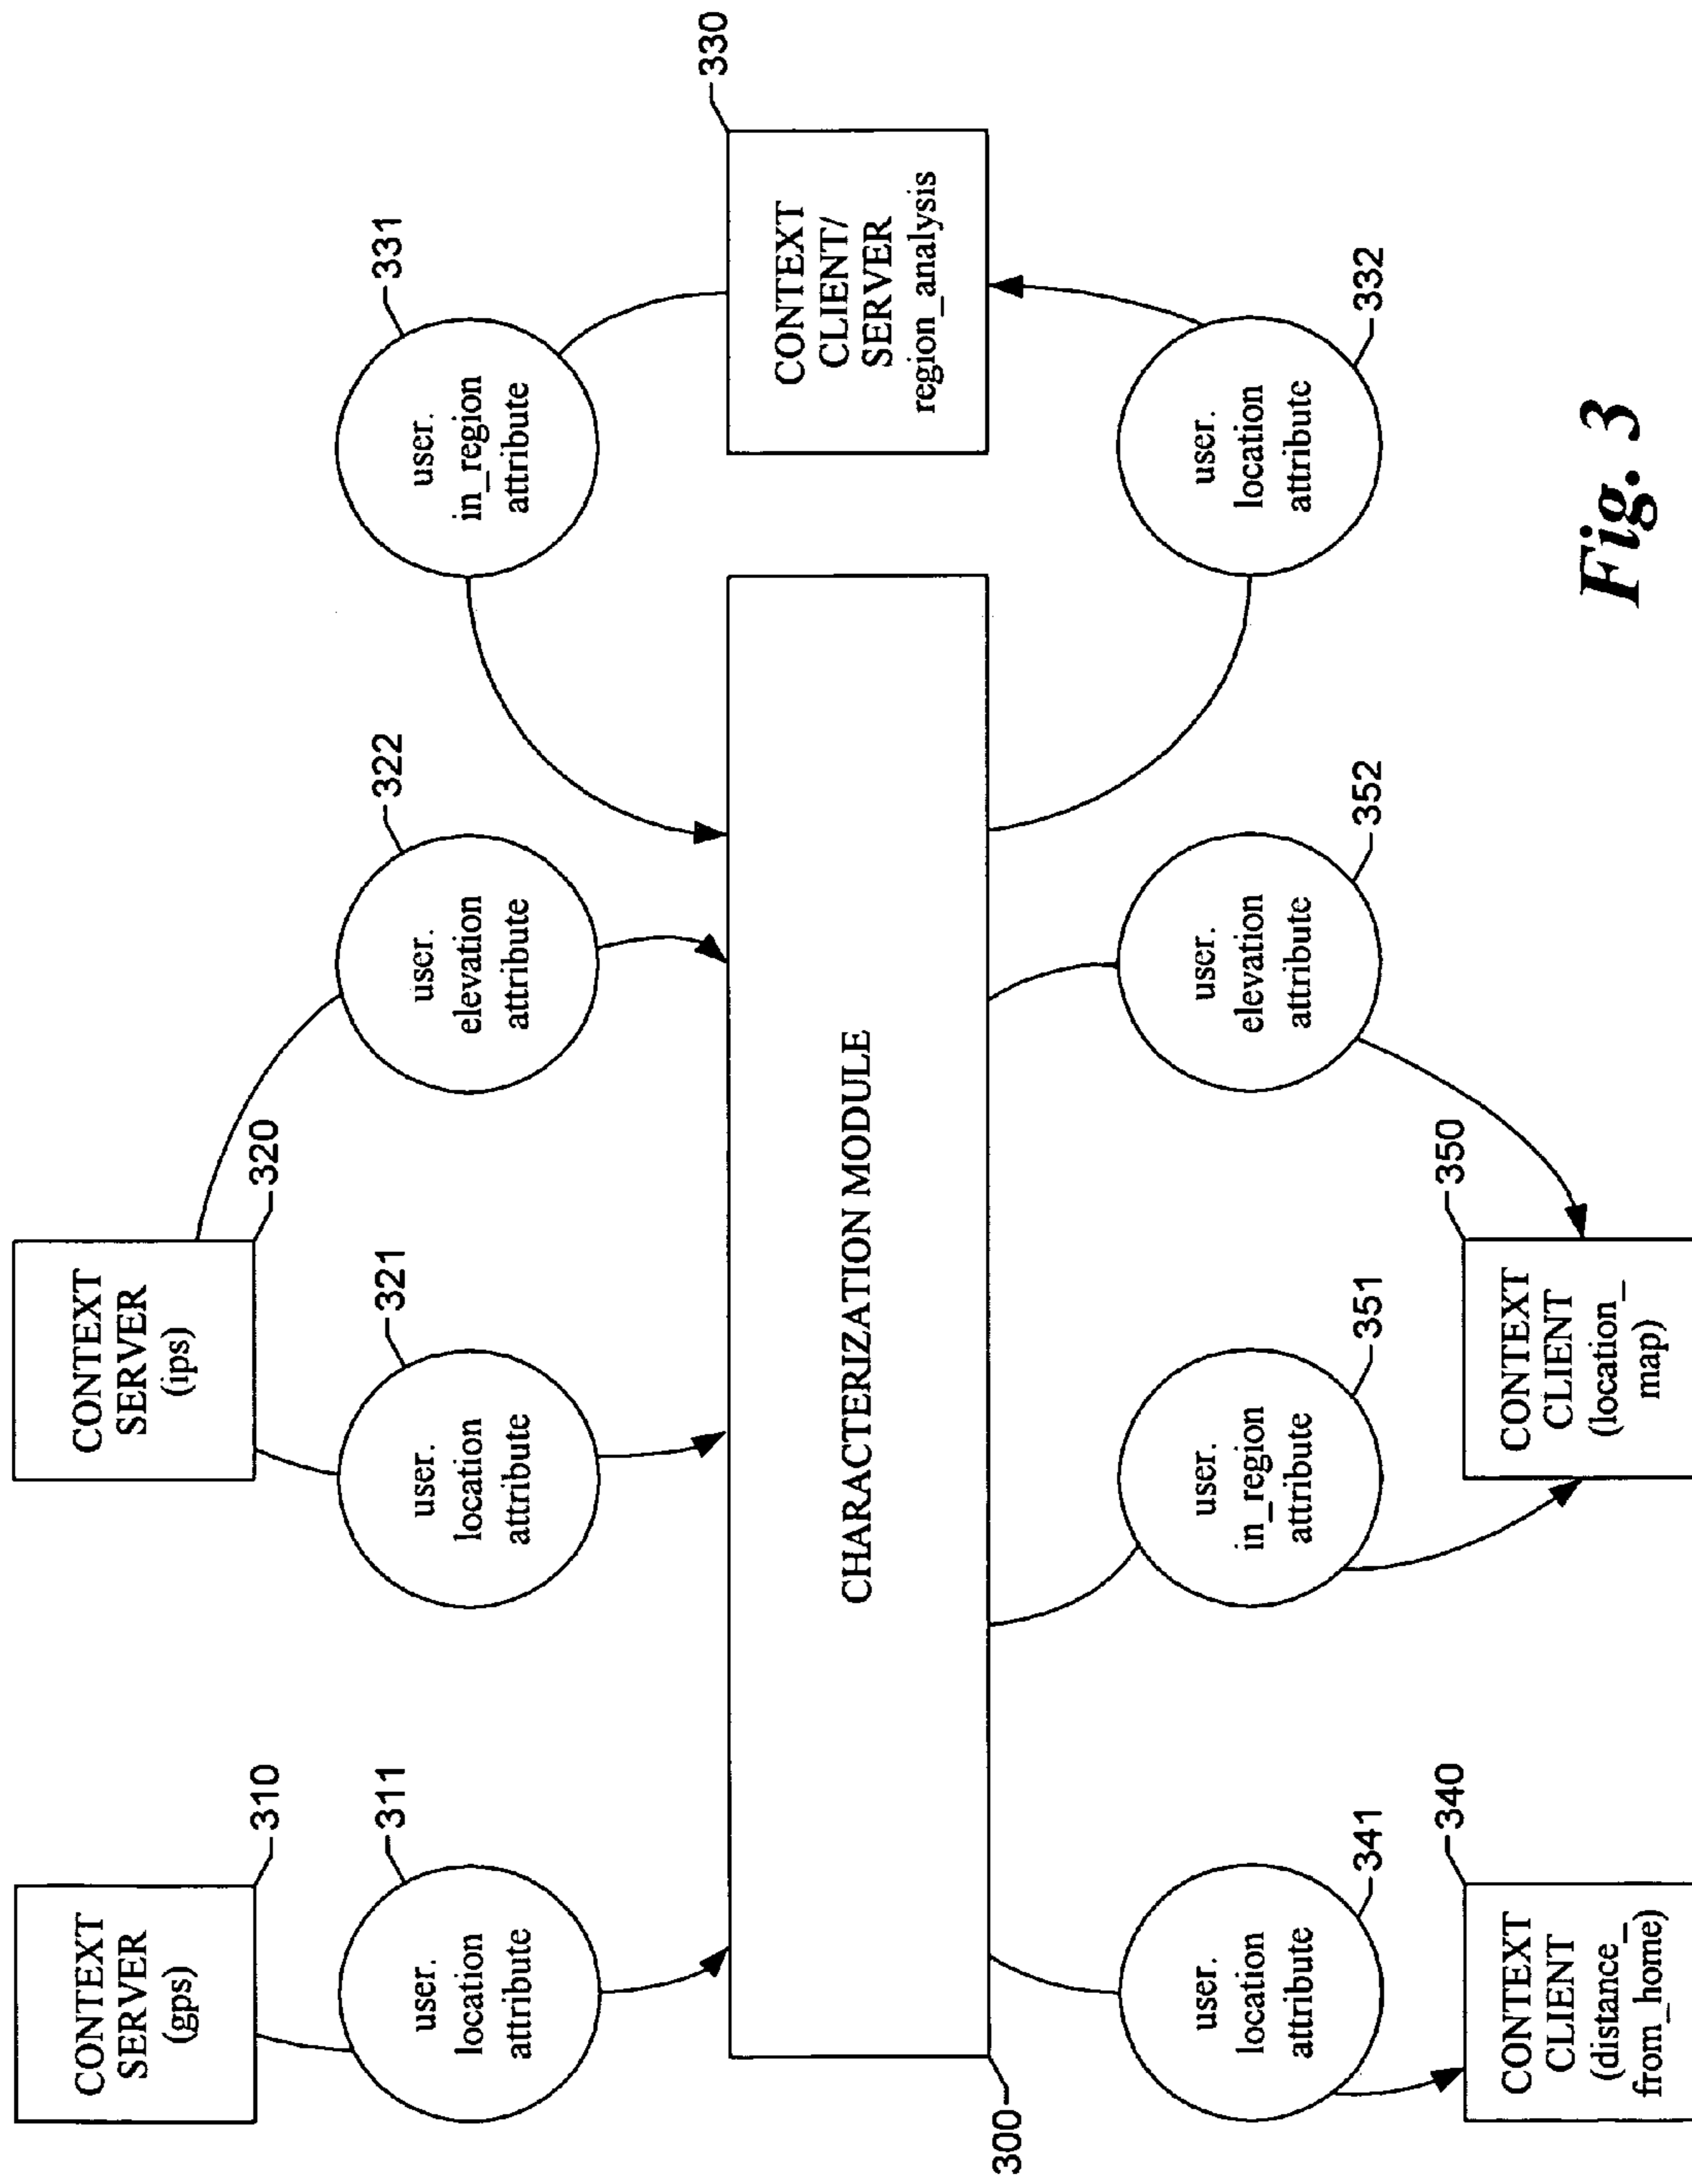 CONTEXT
SERVER
(gps)
310
CONTEXT
SERVER
(ips)
320
user.
location
attribute
311
user.
location
attribute
321
user.
elevation
attribute
322
user.
in_region
attribute
331
300
CHARACTERIZATION MODULE
CONTEXT
CLIENT/
SERVER
region_analysis
330
user.
location
attribute
341
user.
in_region
attribute
351
user.
elevation
attribute
352
user.
location
attribute
332
CONTEXT
CLIENT
(distance_
from_home)
340
CONTEXT
CLIENT
(location_
map)
350
Fig. 3